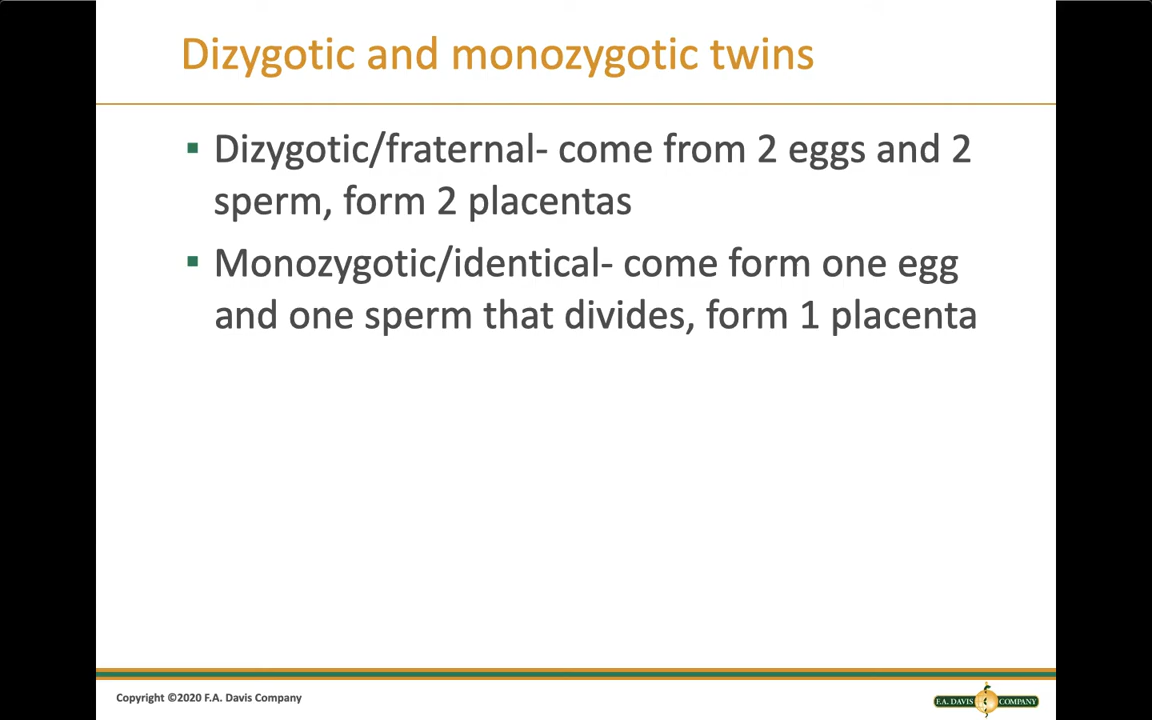 Dizygotic and monozygotic twins
▪ Dizygotic/fraternal- come from 2 eggs and 2
sperm, form 2 placentas
▪ Monozygotic/identical- come form one egg
and one sperm that divides, form 1 placenta
Copyright ©2020 F.A. Davis Company
F.A. DAVIS COMPANY